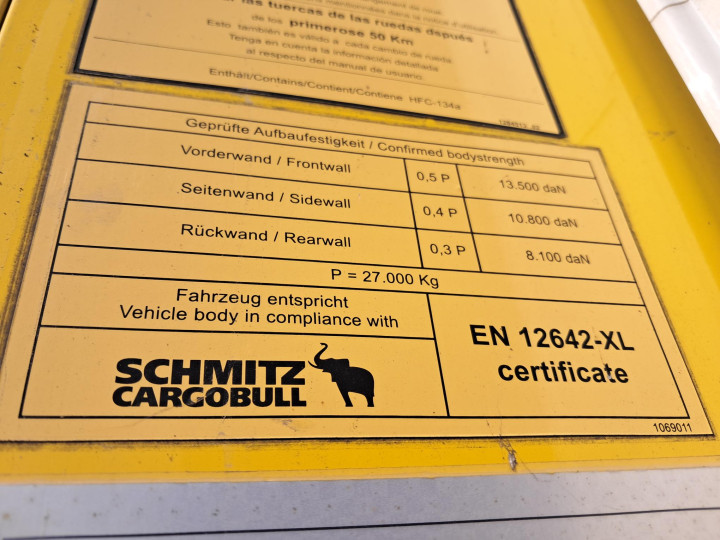 las tuercas de las ruedas dspués
de los primerose 50 Km
Esto también es válido a cada cambio de rueda
Tenga en cuenta la información detallada
al respecto del manual de usuario.
Enthält/Contains/Contient/Contiene HFC-134a
Geprüfte Aufbaufestigkeit / Confirmed bodystrength
Vorderwand / Frontwall 0,5 P 13.500 daN
Seitenwand / Sidewall 0,4 P 10.800 daN
Rückwand / Rearwall 0,3 P 8.100 daN
P = 27.000 Kg
Fahrzeug entspricht
Vehicle body in compliance with
EN 12642-XL
certificate
SCHMITZ
CARGOBULL
1069011